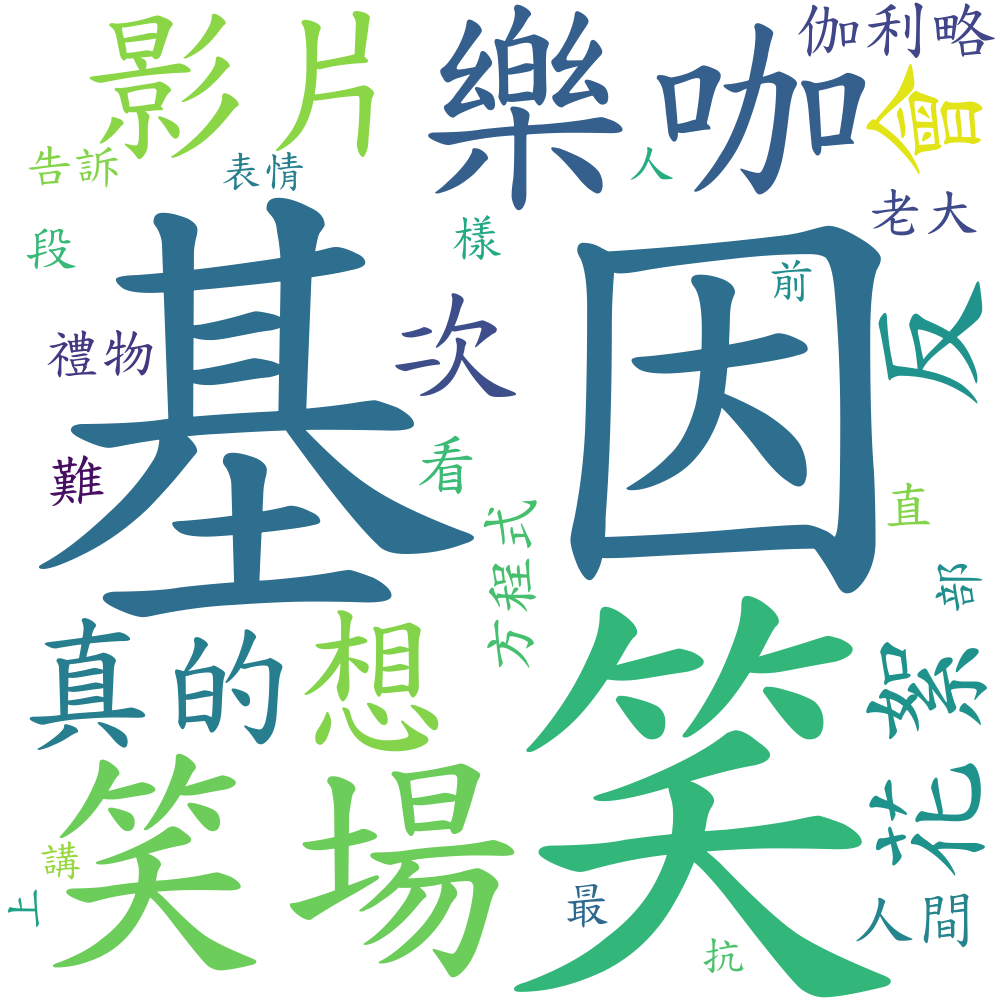 影片
樂咖
伽利略
會
告訴
表情
人
老大
段
樣
基因
前
反
禮物
次
難
看
直
方程式
部
真的
想
笑
花絮
笑場
講
上
最
人間
抗